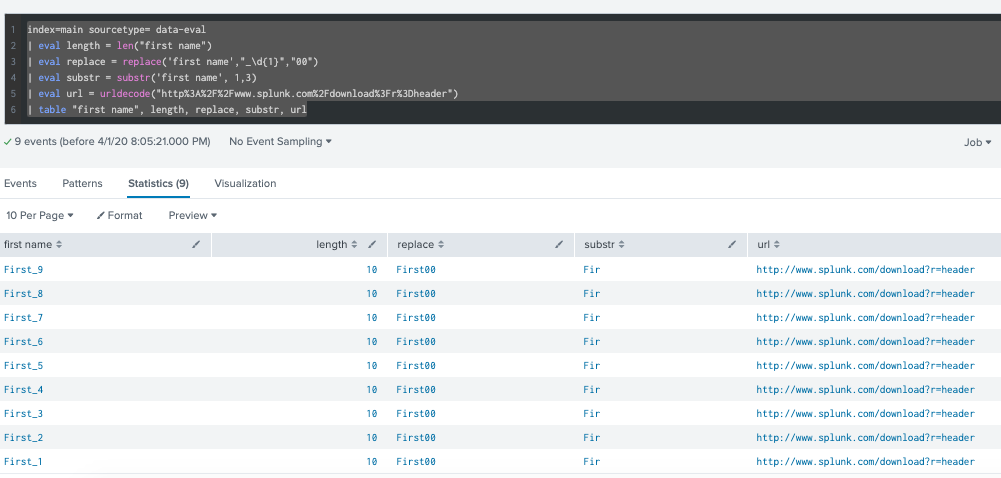 1 index=main sourcetype= data-eval
2 | eval length = len("first name")
3 | eval replace = replace('first name',"_\d{1}","00")
4 | eval substr = substr('first name', 1,3)
5 | eval url = urldecode("http%3A%2F%2Fwww.splunk.com%2Fdownload%3Fr%3Dheader")
6 | table "first name", length, replace, substr, url
9 events (before 4/1/20 8:05:21.000 PM) No Event Sampling Job
Events Patterns Statistics (9) Visualization
10 Per Page Format Preview
first name length replace substr url
First_9 10 First00 Fir http://www.splunk.com/download?r=header
First_8 10 First00 Fir http://www.splunk.com/download?r=header
First_7 10 First00 Fir http://www.splunk.com/download?r=header
First_6 10 First00 Fir http://www.splunk.com/download?r=header
First_5 10 First00 Fir http://www.splunk.com/download?r=header
First_4 10 First00 Fir http://www.splunk.com/download?r=header
First_3 10 First00 Fir http://www.splunk.com/download?r=header
First_2 10 First00 Fir http://www.splunk.com/download?r=header
First_1 10 First00 Fir http://www.splunk.com/download?r=header